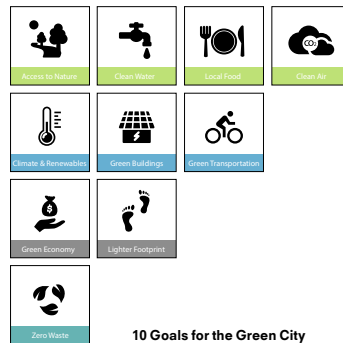 Access to Nature
Clean Water
Local Food
CO2
Clean Air
Climate & Renewables
Green Buildings
Green Transportation
Green Economy
Lighter Footprint
$
Zero Waste
10 Goals for the Green City